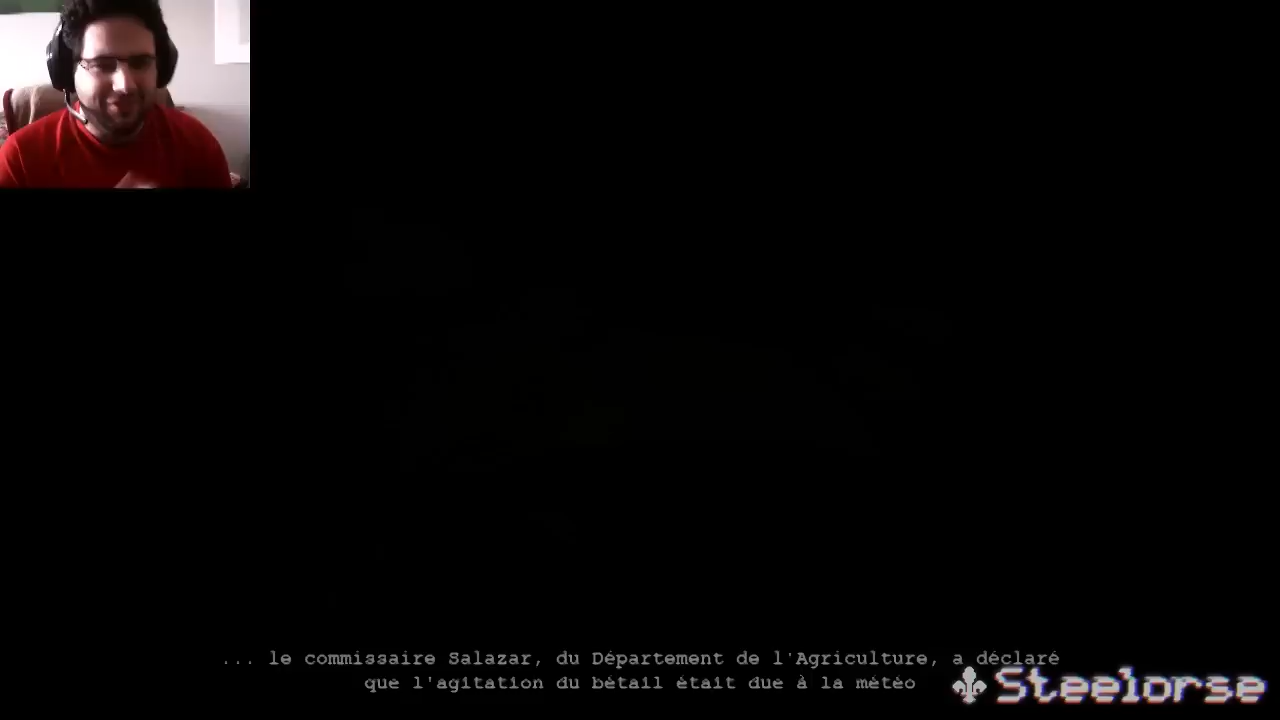 ... le commissaire Salazar, du Département de l'Agriculture, a déclaré
que l'agitation du bétail était due à la météo
Steelorse